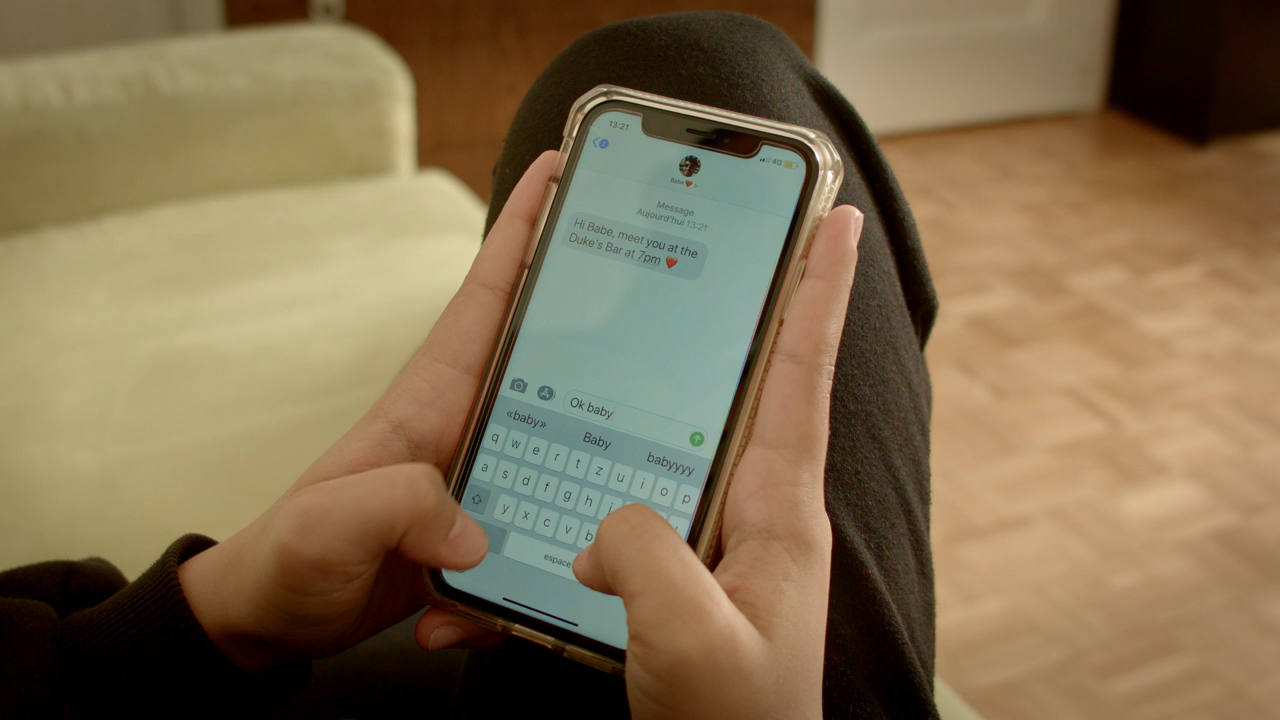 13:21
4G
Babe❤️
Message
Aujourd'hui 13:21
Hi Babe, meet you at the
Duke's Bar at 7pm ❤️
Ok baby
«baby»
Baby
babyyyy
q w e r t z u i o p
a s d f g h j
y x c v b
espace